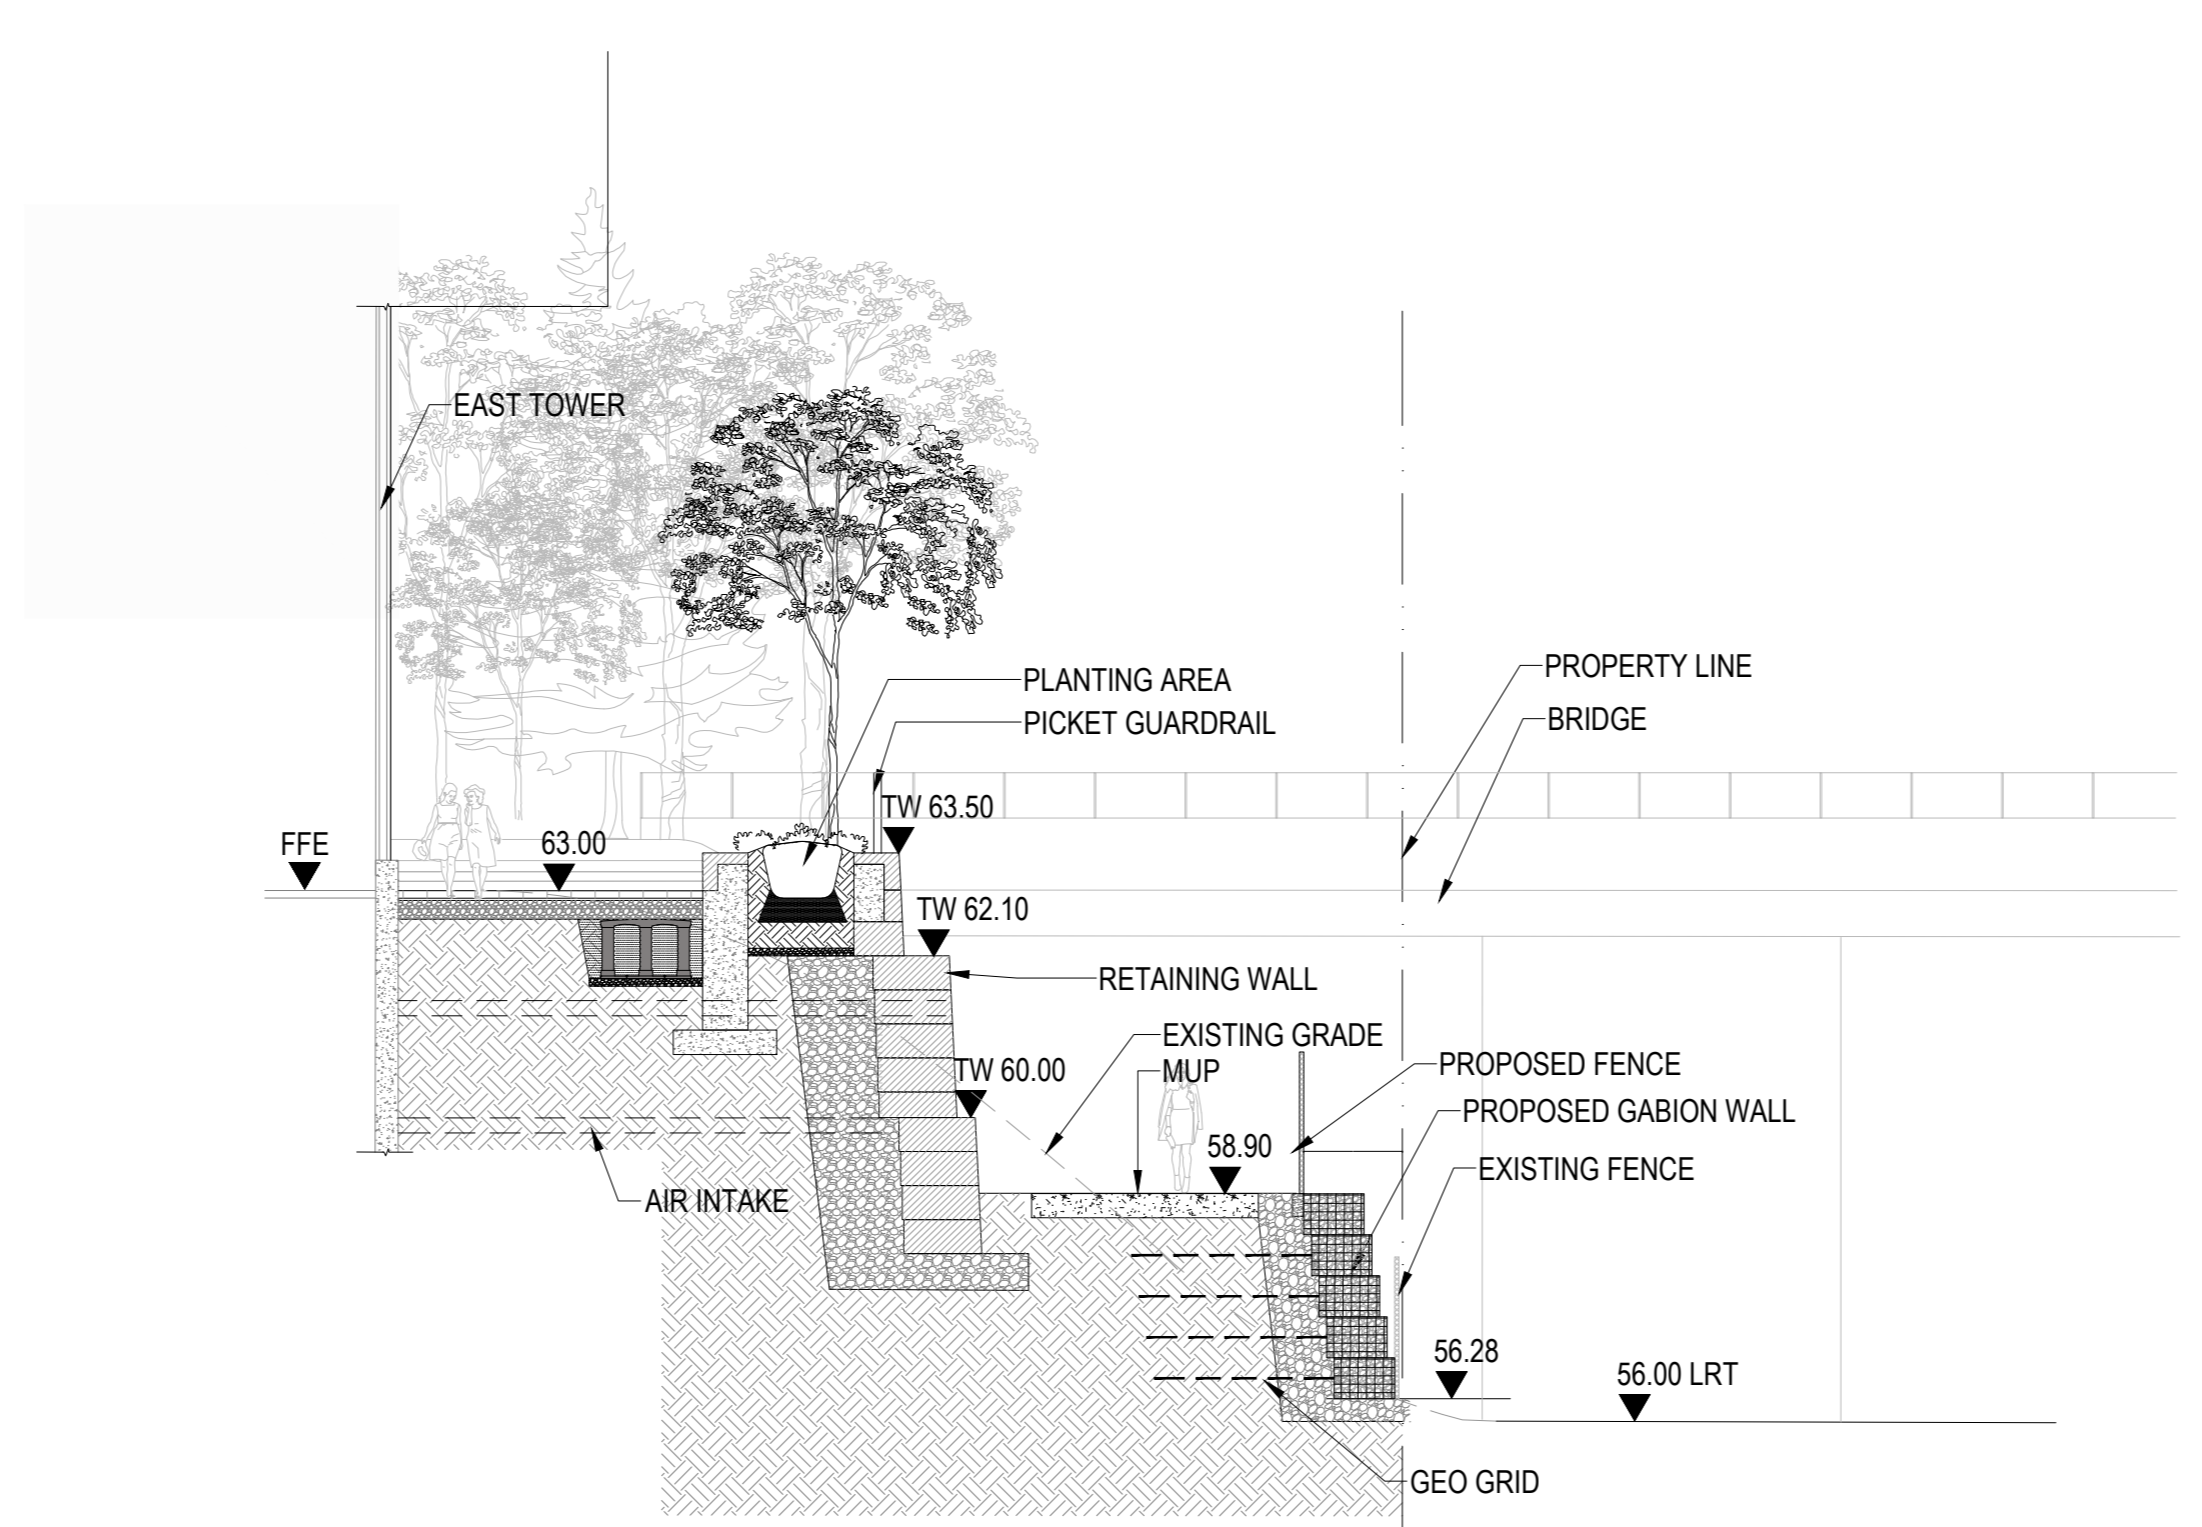 EAST TOWER
PROPERTY LINE
PLANTING AREA
BRIDGE
PICKET GUARDRAIL
TW 63.50
FFE
63.00
TW 62.10
RETAINING WALL
EXISTING GRADE
PROPOSED FENCE
MUP
TW 60.00
PROPOSED GABION WALL
58.90
EXISTING FENCE
AIR INTAKE
56.28
56.00 LRT
GEO GRID